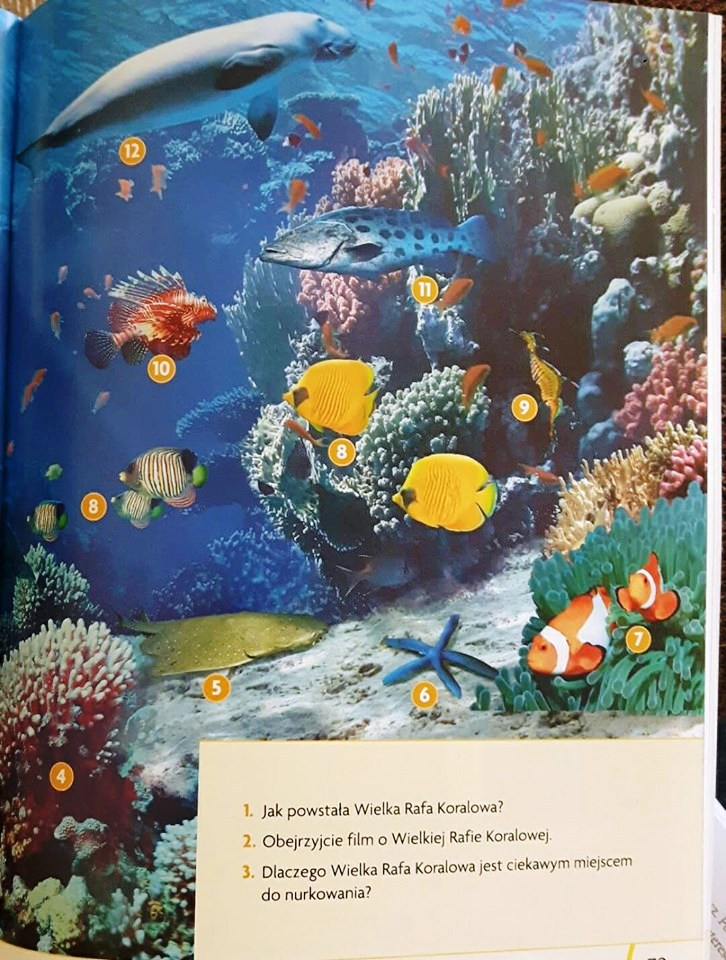 12
11
10
9
8
8
7
5
6
4
1. Jak powstała Wielka Rafa Koralowa?
2. Obejrzyjcie film o Wielkiej Rafie Koralowej.
3. Dlaczego Wielka Rafa Koralowa jest ciekawym miejscem
do nurkowania?